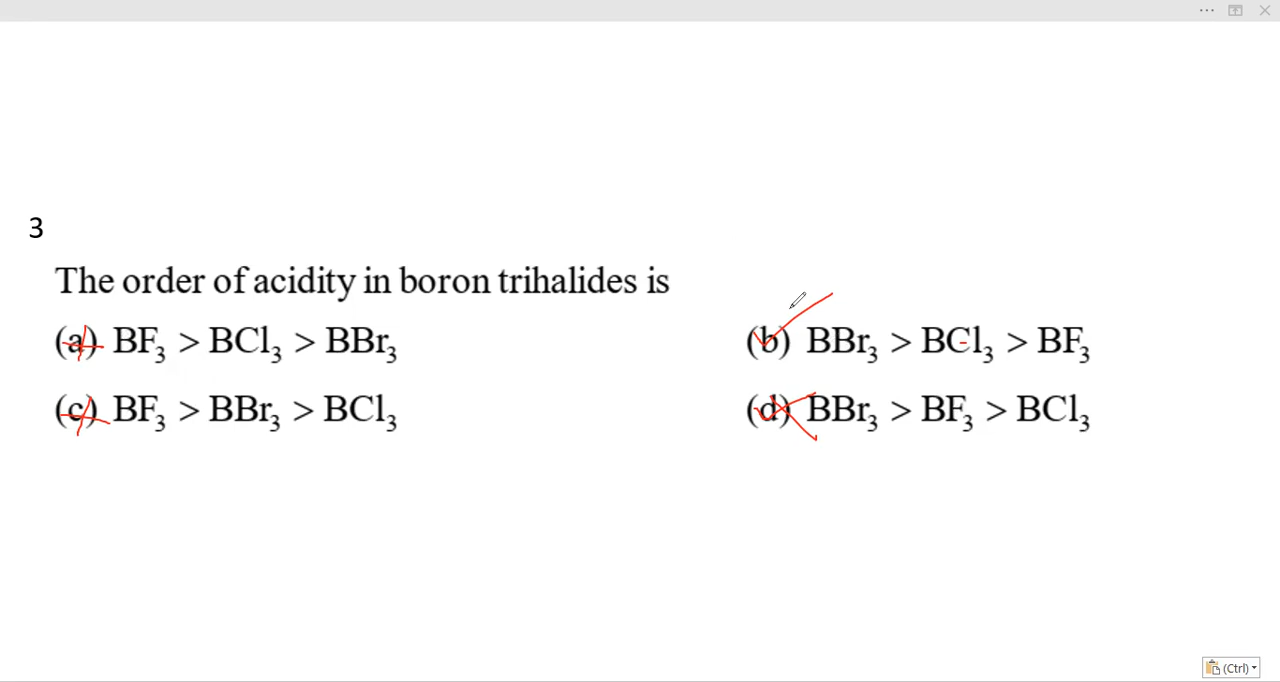 3
The order of acidity in boron trihalides is
(a) BF₃ > BCl₃ > BBr₃
(b) BBr₃ > BCl₃ > BF₃
(c) BF₃ > BBr₃ > BCl₃
(d) BBr₃ > BF₃ > BCl₃
(Ctrl)